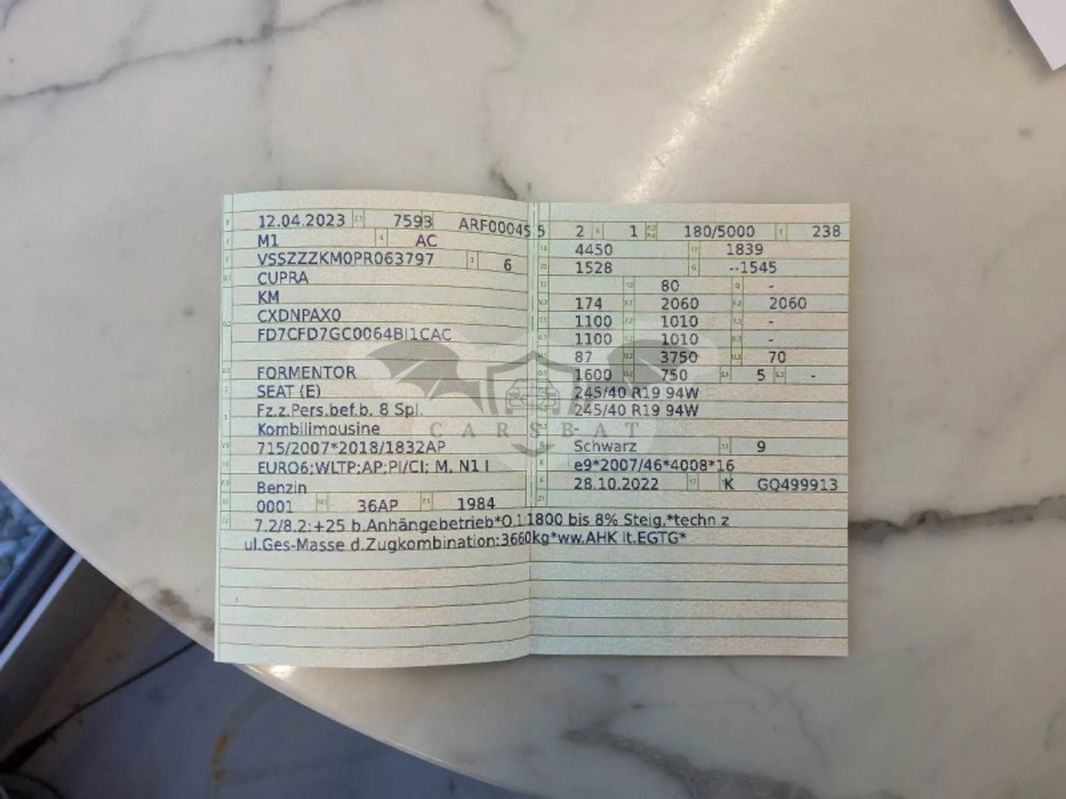 12.04.2023 7593 ARF000455
M1 AC
VSSZZZKM0PR063797 6
CUPRA
KM
CXDNPAX0
FD7CFD7GC0064BI1CAC
FORMENTOR
SEAT (E)
Fz.z.Pers.bef.b. 8 Spl.
Kombilimousine
715/2007*2018/1832AP
EURO6;WLTP;AP;PI/CI; M, N1 I
Benzin
0001 36AP 1984
2 1 180/5000 238
4450 1839
1528 --1545
80 -
174 2060 2060
1100 1010 -
1100 1010 -
87 3750 70
1600 750 5 -
245/40 R19 94W
245/40 R19 94W
-
Schwarz 9
e9*2007/46*4008*16
28.10.2022 K GQ499913
7.2/8.2:+25 b.Anhängebetrieb*O.1:1800 bis 8% Steig.*techn z
ul.Ges-Masse d.Zugkombination:3660kg*ww.AHK lt.EGTG*
CARSBAT